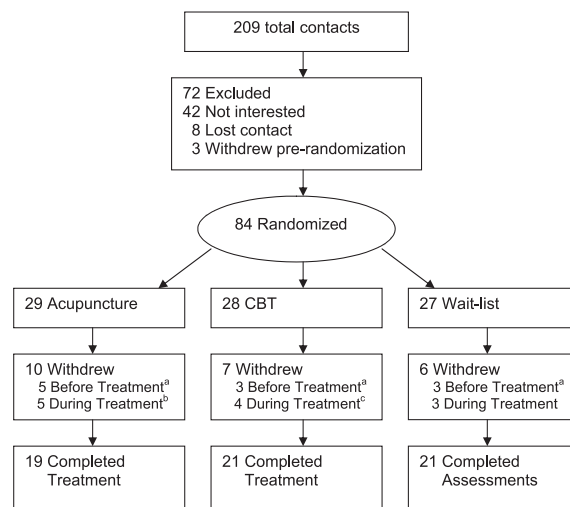 209 total contacts
72 Excluded
42 Not interested
8 Lost contact
3 Withdrew pre-randomization
84 Randomized
29 Acupuncture
28 CBT
27 Wait-list
10 Withdrew
5 Before Treatmentᵃ
5 During Treatmentᵇ
7 Withdrew
3 Before Treatmentᵃ
4 During Treatmentᶜ
6 Withdrew
3 Before Treatmentᵃ
3 During Treatment
19 Completed
Treatment
21 Completed
Treatment
21 Completed
Assessments